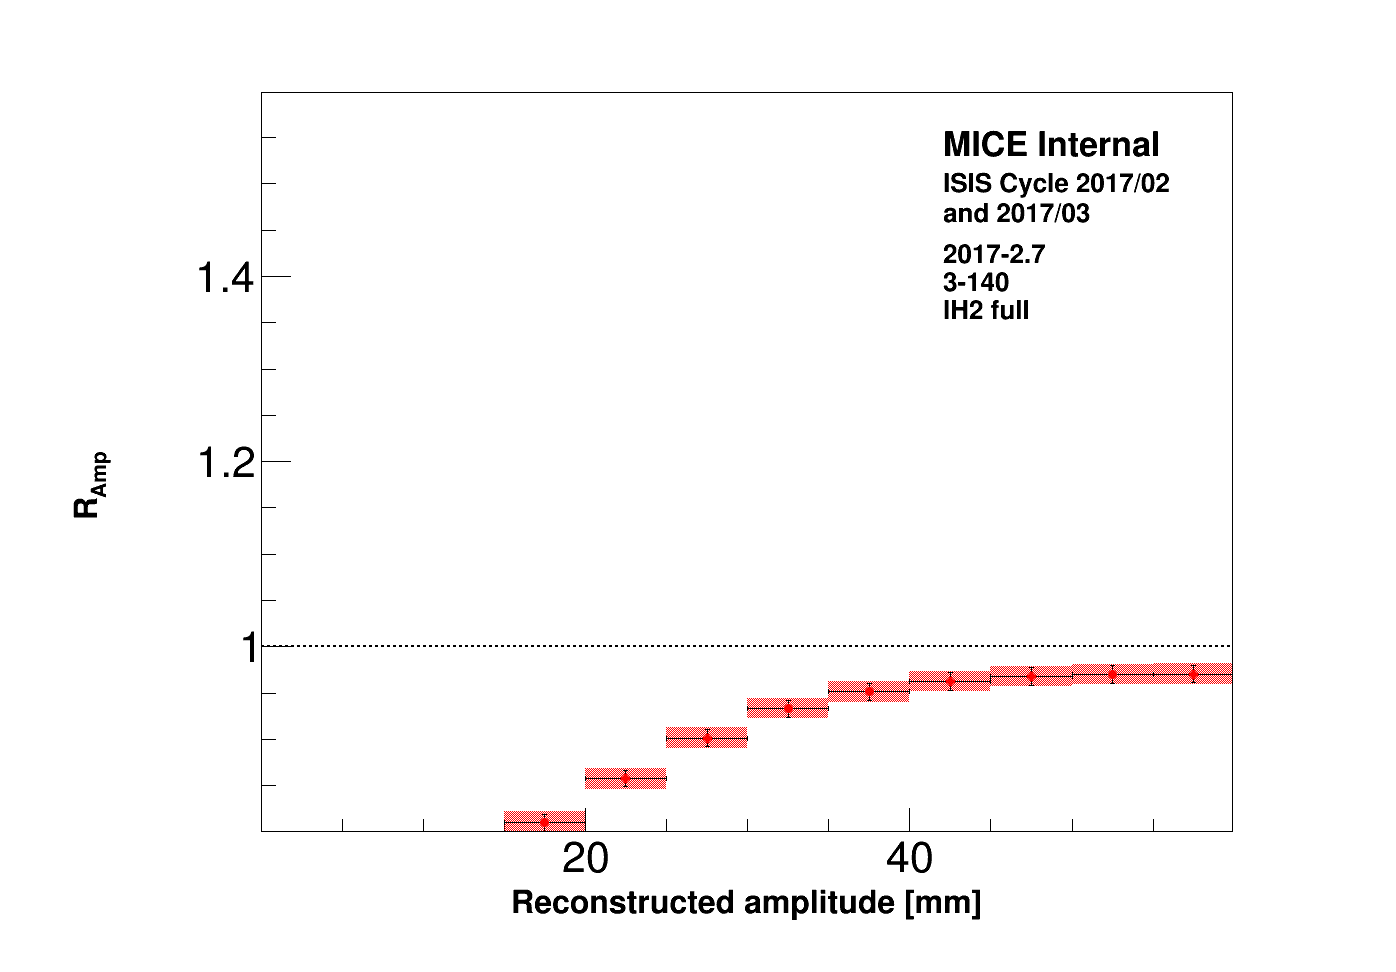 MICE Internal
ISIS Cycle 2017/02
and 2017/03
2017-2.7
3-140
lH2 full
1.4
1.2
1
R_Amp
20
40
Reconstructed amplitude [mm]